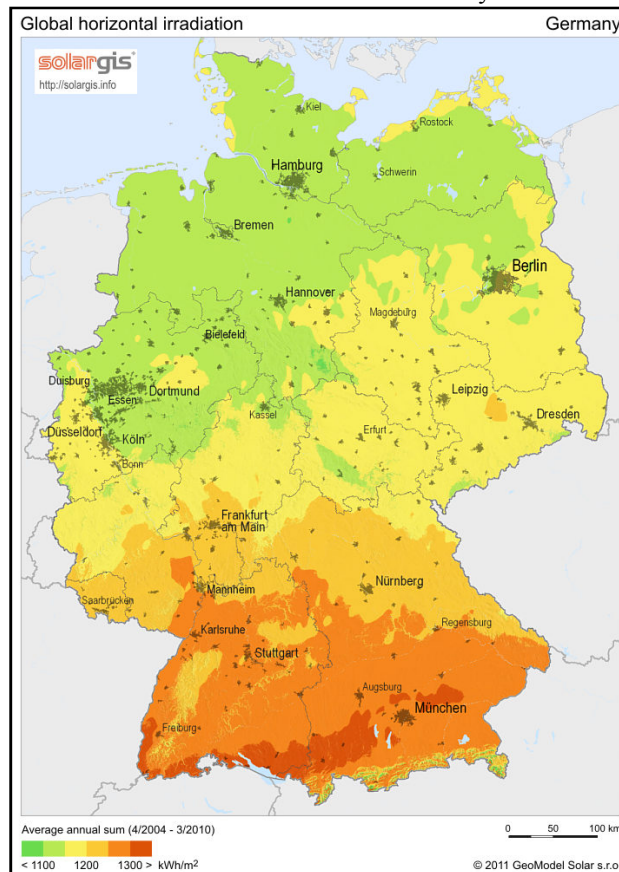 Global horizontal irradiation Germany
solargis
http://solargis.info
Kiel
Rostock
Hamburg
Schwerin
Bremen
Berlin
Hannover
Magdeburg
Bielefeld
Duisburg
Dortmund
Essen
Kassel
Leipzig
Düsseldorf
Köln
Erfurt
Dresden
Bonn
Frankfurt
am Main
Nürnberg
Mannheim
Saarbrücken
Karlsruhe
Regensburg
Stuttgart
Augsburg
München
Freiburg
Average annual sum (4/2004 - 3/2010)
0 50 100 km
< 1100 1200 1300 > kWh/m²
© 2011 GeoModel Solar s.r.o.